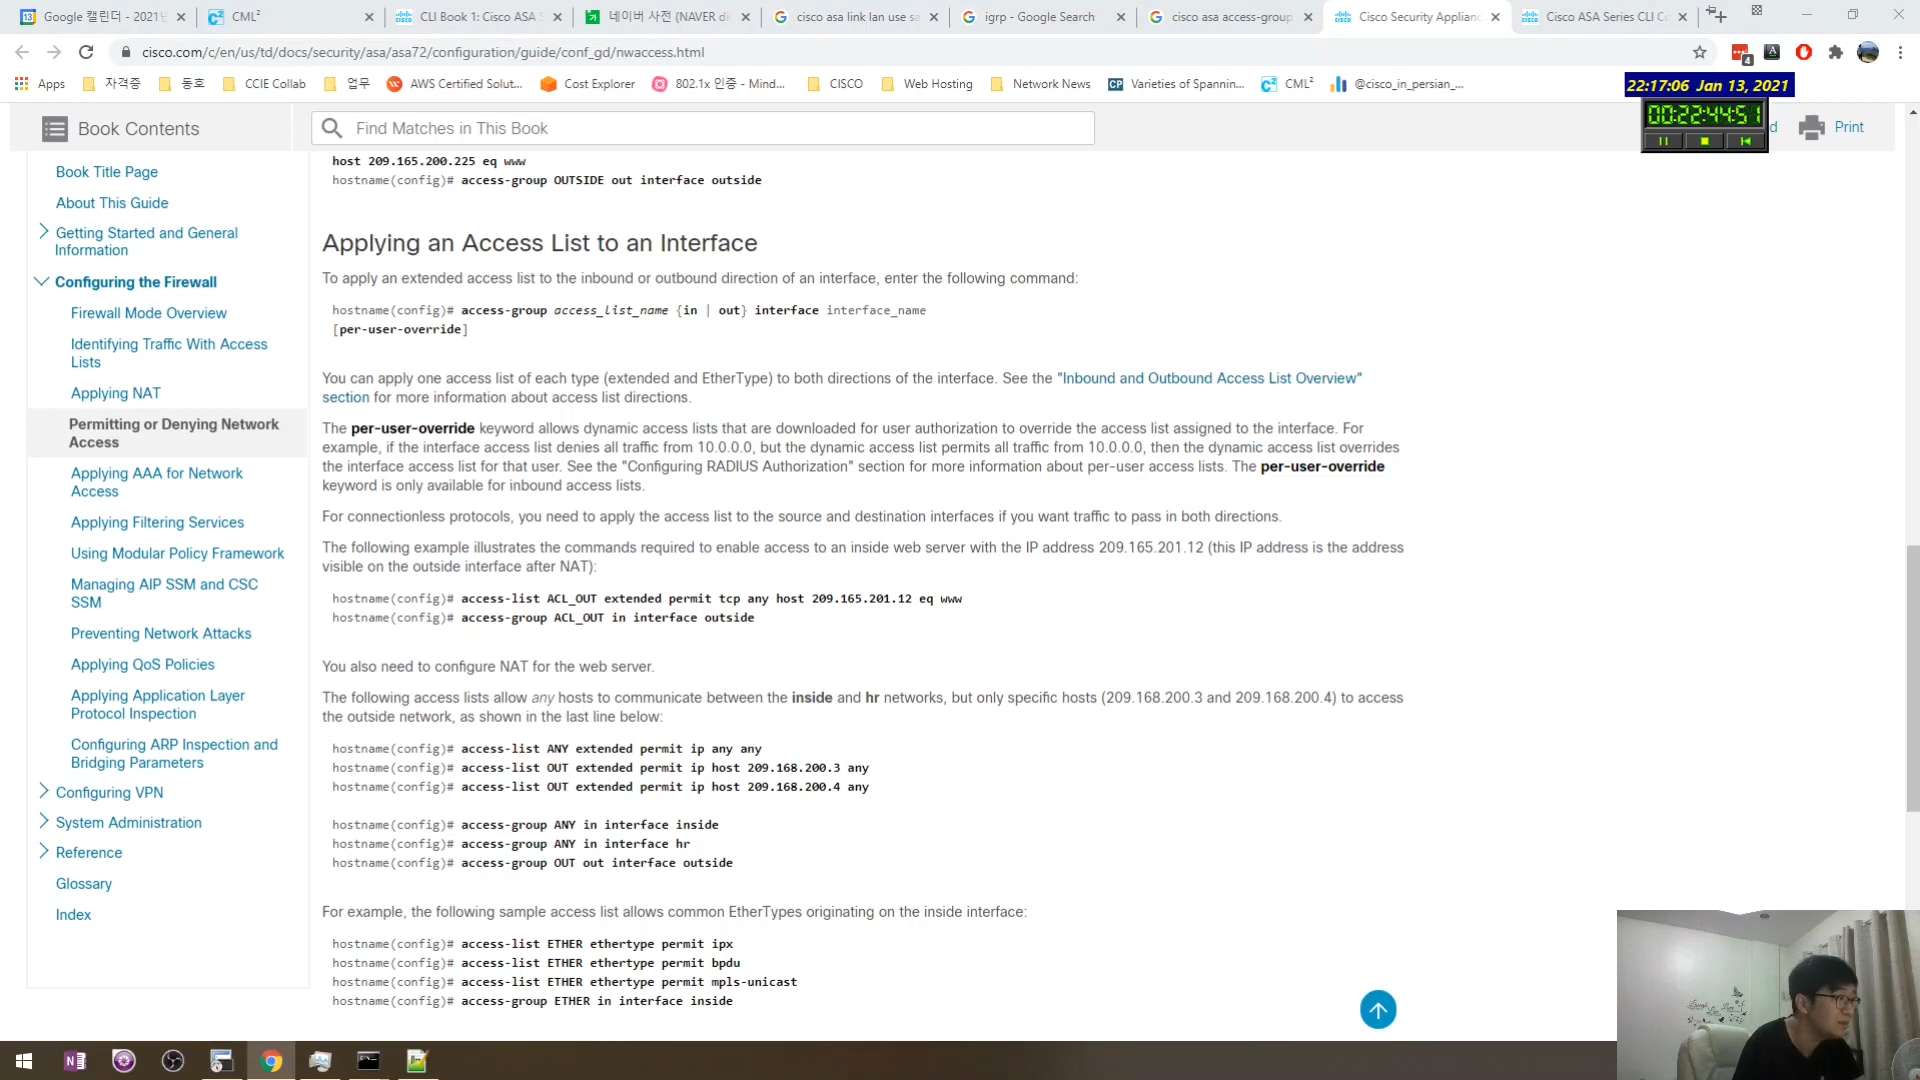 Google 캘린더 - 2021년
CML²
CLI Book 1: Cisco ASA S
네이버 사전 (NAVER di
cisco asa link lan use sa
igrp - Google Search
cisco asa access-group
Cisco Security Applianc
Cisco ASA Series CLI Co
cisco.com/c/en/us/td/docs/security/asa/asa72/configuration/guide/conf_gd/nwaccess.html
4
Apps
자격증
동호
CCIE Collab
업무
AWS Certified Solut...
Cost Explorer
802.1x 인증 - Mind...
CISCO
Web Hosting
Network News
CP
Varieties of Spannin...
CML²
@cisco_in_persian_...
22:17:06 Jan 13, 2021
00:22:44:51
Book Contents
Find Matches in This Book
d
Print
Book Title Page
About This Guide
Getting Started and General
Information
Configuring the Firewall
Firewall Mode Overview
Identifying Traffic With Access
Lists
Applying NAT
Permitting or Denying Network
Access
Applying AAA for Network
Access
Applying Filtering Services
Using Modular Policy Framework
Managing AIP SSM and CSC
SSM
Preventing Network Attacks
Applying QoS Policies
Applying Application Layer
Protocol Inspection
Configuring ARP Inspection and
Bridging Parameters
Configuring VPN
System Administration
Reference
Glossary
Index
host 209.165.200.225 eq www
hostname(config)# access-group OUTSIDE out interface outside
Applying an Access List to an Interface
To apply an extended access list to the inbound or outbound direction of an interface, enter the following command:
hostname(config)# access-group access_list_name {in | out} interface interface_name
[per-user-override]
You can apply one access list of each type (extended and EtherType) to both directions of the interface. See the "Inbound and Outbound Access List Overview"
section for more information about access list directions.
The per-user-override keyword allows dynamic access lists that are downloaded for user authorization to override the access list assigned to the interface. For
example, if the interface access list denies all traffic from 10.0.0.0, but the dynamic access list permits all traffic from 10.0.0.0, then the dynamic access list overrides
the interface access list for that user. See the "Configuring RADIUS Authorization" section for more information about per-user access lists. The per-user-override
keyword is only available for inbound access lists.
For connectionless protocols, you need to apply the access list to the source and destination interfaces if you want traffic to pass in both directions.
The following example illustrates the commands required to enable access to an inside web server with the IP address 209.165.201.12 (this IP address is the address
visible on the outside interface after NAT):
hostname(config)# access-list ACL_OUT extended permit tcp any host 209.165.201.12 eq www
hostname(config)# access-group ACL_OUT in interface outside
You also need to configure NAT for the web server.
The following access lists allow any hosts to communicate between the inside and hr networks, but only specific hosts (209.168.200.3 and 209.168.200.4) to access
the outside network, as shown in the last line below:
hostname(config)# access-list ANY extended permit ip any any
hostname(config)# access-list OUT extended permit ip host 209.168.200.3 any
hostname(config)# access-list OUT extended permit ip host 209.168.200.4 any
hostname(config)# access-group ANY in interface inside
hostname(config)# access-group ANY in interface hr
hostname(config)# access-group OUT out interface outside
For example, the following sample access list allows common EtherTypes originating on the inside interface:
hostname(config)# access-list ETHER ethertype permit ipx
hostname(config)# access-list ETHER ethertype permit bpdu
hostname(config)# access-list ETHER ethertype permit mpls-unicast
hostname(config)# access-group ETHER in interface inside